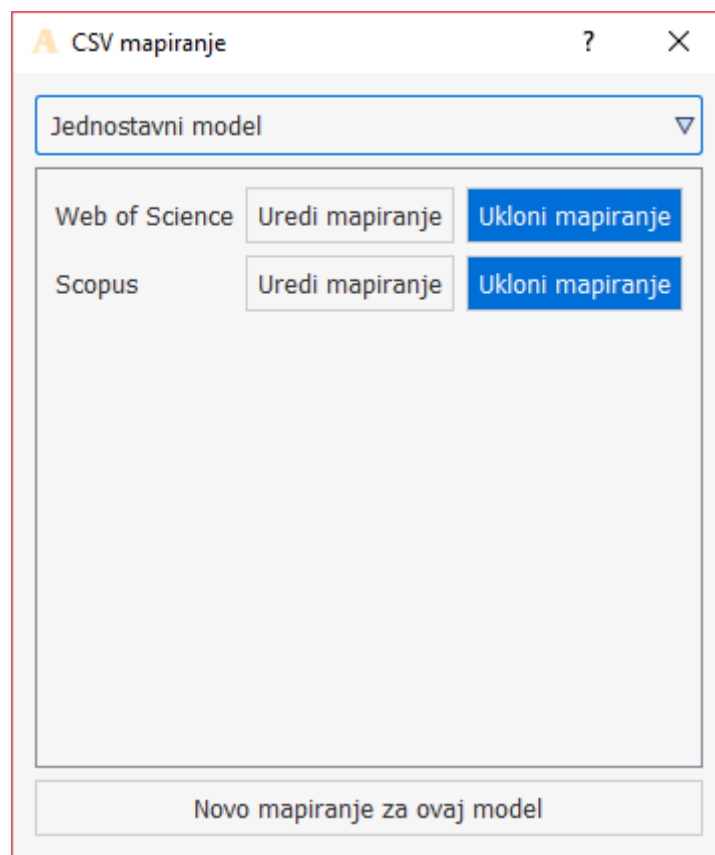 A CSV mapiranje ?
Jednostavni model
Web of Science Uredi mapiranje Ukloni mapiranje
Scopus Uredi mapiranje Ukloni mapiranje
Novo mapiranje za ovaj model